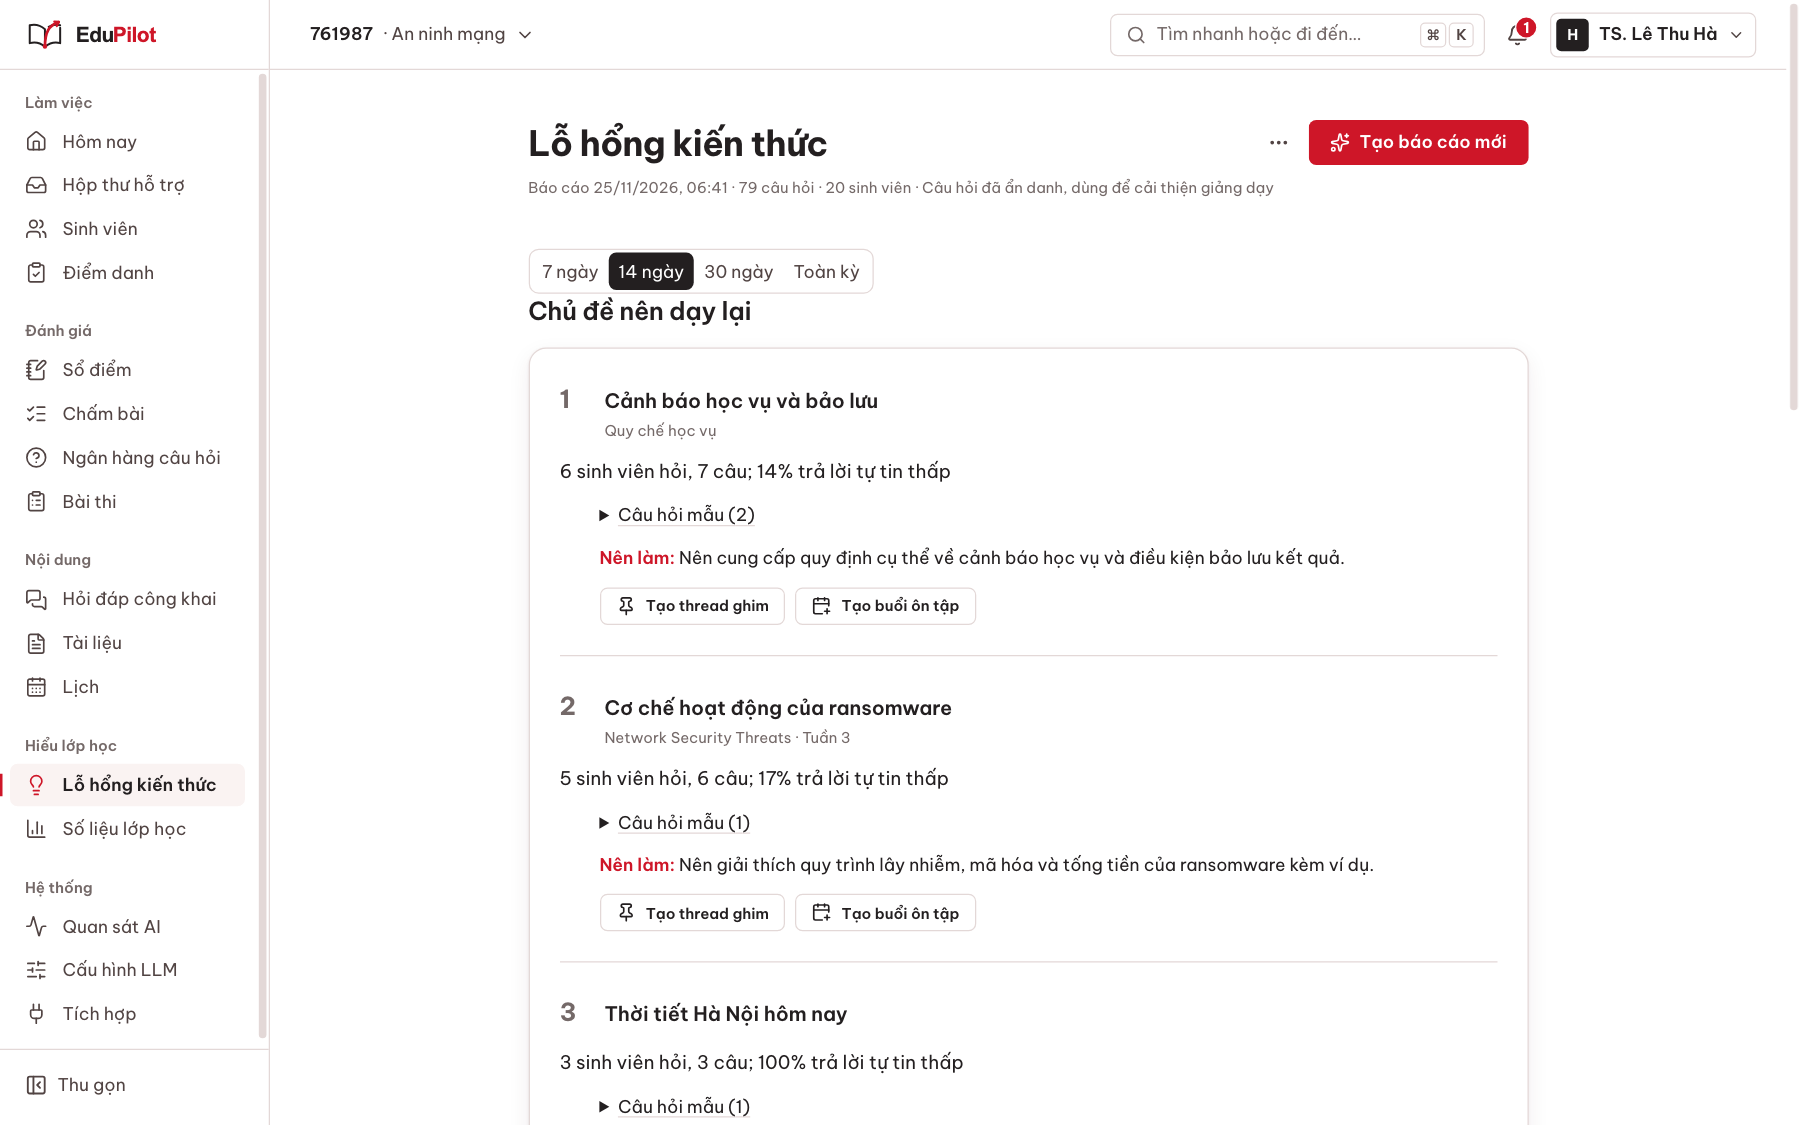 EduPilot
761987 · An ninh mạng
Tìm nhanh hoặc đi đến...
⌘ K
1
H
TS. Lê Thu Hà
Làm việc
Hôm nay
Hộp thư hỗ trợ
Sinh viên
Điểm danh
Đánh giá
Sổ điểm
Chấm bài
Ngân hàng câu hỏi
Bài thi
Nội dung
Hỏi đáp công khai
Tài liệu
Lịch
Hiểu lớp học
Lỗ hổng kiến thức
Số liệu lớp học
Hệ thống
Quan sát AI
Cấu hình LLM
Tích hợp
Thu gọn
Lỗ hổng kiến thức
Tạo báo cáo mới
Báo cáo 25/11/2026, 06:41 · 79 câu hỏi · 20 sinh viên · Câu hỏi đã ẩn danh, dùng để cải thiện giảng dạy
7 ngày 14 ngày 30 ngày Toàn kỳ
Chủ đề nên dạy lại
1 Cảnh báo học vụ và bảo lưu
Quy chế học vụ
6 sinh viên hỏi, 7 câu; 14% trả lời tự tin thấp
Câu hỏi mẫu (2)
Nên làm: Nên cung cấp quy định cụ thể về cảnh báo học vụ và điều kiện bảo lưu kết quả.
Tạo thread ghim Tạo buổi ôn tập
2 Cơ chế hoạt động của ransomware
Network Security Threats · Tuần 3
5 sinh viên hỏi, 6 câu; 17% trả lời tự tin thấp
Câu hỏi mẫu (1)
Nên làm: Nên giải thích quy trình lây nhiễm, mã hóa và tống tiền của ransomware kèm ví dụ.
Tạo thread ghim Tạo buổi ôn tập
3 Thời tiết Hà Nội hôm nay
3 sinh viên hỏi, 3 câu; 100% trả lời tự tin thấp
Câu hỏi mẫu (1)